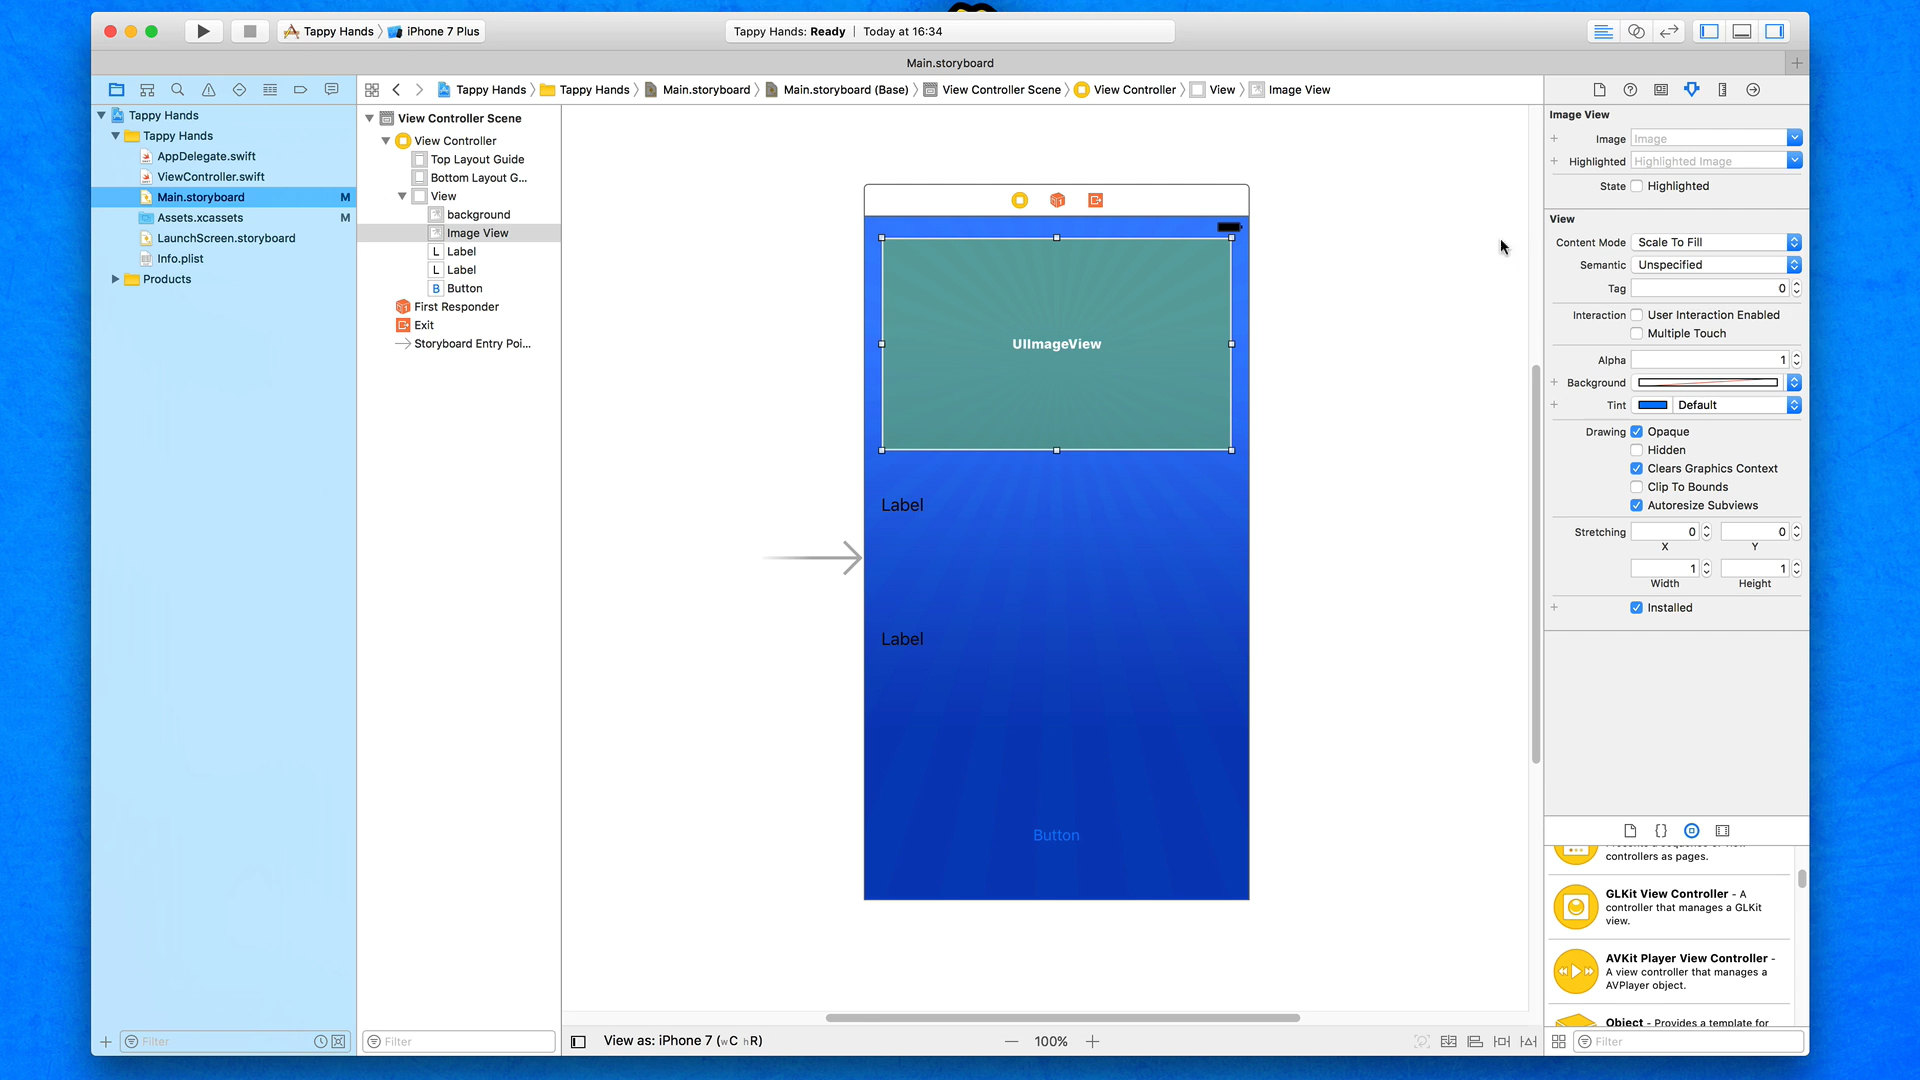 Tappy Hands
iPhone 7 Plus
Tappy Hands: Ready | Today at 16:34
Main.storyboard
Tappy Hands
Tappy Hands
Main.storyboard
Main.storyboard (Base)
View Controller Scene
View Controller
View
Image View
Tappy Hands
Tappy Hands
AppDelegate.swift
ViewController.swift
Main.storyboard M
Assets.xcassets M
LaunchScreen.storyboard
Info.plist
Products
Filter
View Controller Scene
View Controller
Top Layout Guide
Bottom Layout G...
View
background
Image View
L Label
L Label
B Button
First Responder
Exit
Storyboard Entry Poi...
Filter
UIImageView
Label
Label
Button
View as: iPhone 7 (wC hR)
100%
Image View
Image Image
Highlighted Highlighted Image
State Highlighted
View
Content Mode Scale To Fill
Semantic Unspecified
Tag 0
Interaction User Interaction Enabled
Multiple Touch
Alpha 1
Background
Tint Default
Drawing Opaque
Hidden
Clears Graphics Context
Clip To Bounds
Autoresize Subviews
Stretching 0 0
X Y
1 1
Width Height
Installed
controllers as pages.
GLKit View Controller - A
controller that manages a GLKit
view.
AVKit Player View Controller -
A view controller that manages a
AVPlayer object.
Object - Provides a template for
Filter